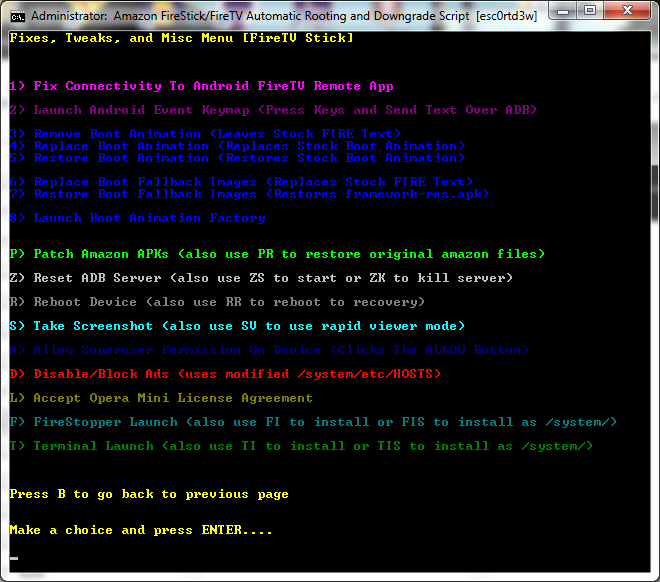 Administrator: Amazon FireStick/FireTV Automatic Rooting and Downgrade Script [esc0rtd3w]
Fixes, Tweaks, and Misc Menu [FireTV Stick]
1) Fix Connectivity To Android FireTV Remote App
2) Launch Android Event Keymap (Press Keys and Send Text Over ADB)
3) Remove Boot Animation (Leaves Stock FIRE Text)
4) Replace Boot Animation (Replaces Stock Boot Animation)
5) Restore Boot Animation (Restores Stock Boot Animation)
6) Replace Boot Fallback Images (Replaces Stock FIRE Text)
7) Restore Boot Fallback Images (Restores framework-res.apk)
8) Launch Boot Animation Factory
P) Patch Amazon APKs (also use PR to restore original amazon files)
Z) Reset ADB Server (also use ZS to start or ZK to kill server)
R) Reboot Device (also use RR to reboot to recovery)
S) Take Screenshot (also use SV to use rapid viewer mode)
A) Allow Superuser Permission On Device (Clicks The ALLOW Button)
D) Disable/Block Ads (uses modified /system/etc/HOSTS)
L) Accept Opera Mini License Agreement
F) FireStopper Launch (also use FI to install or FIS to install as /system/)
T) Terminal Launch (also use TI to install or TIS to install as /system/)
Press B to go back to previous page
Make a choice and press ENTER....